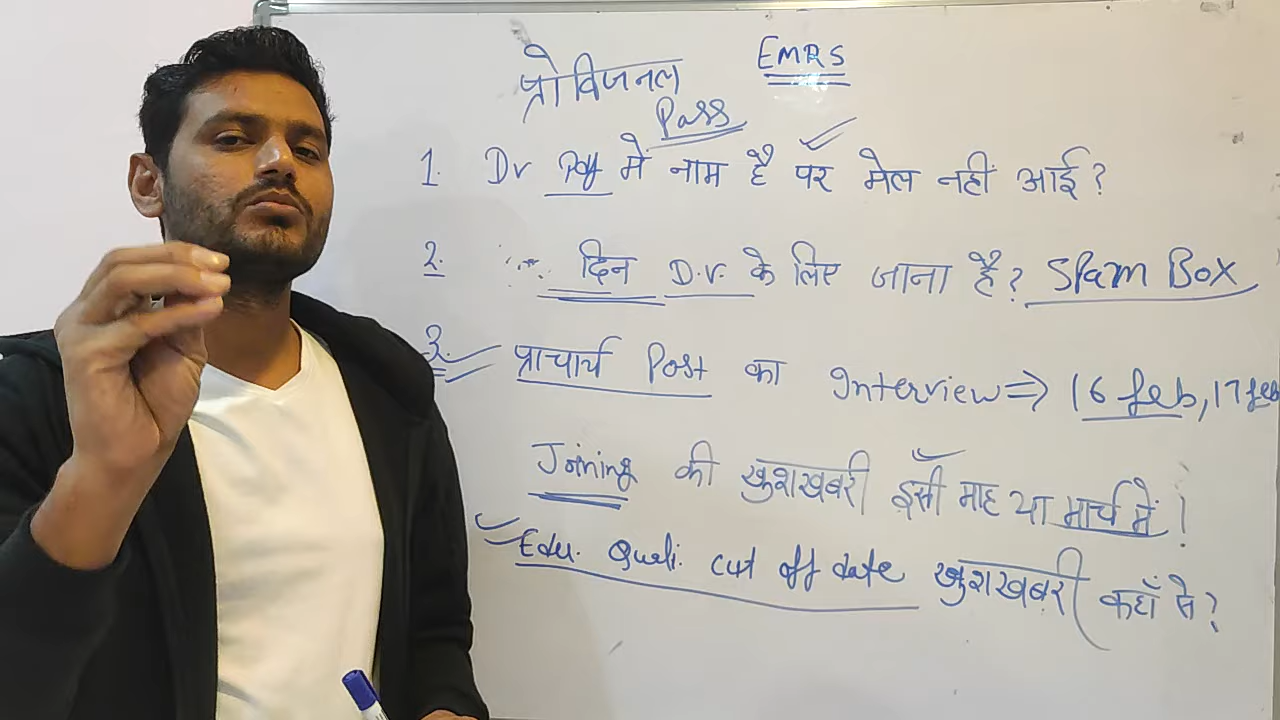 प्रोविजनल EMRS
Pass
1. Dr Pdf में नाम है पर मेल नहीं आई?
2. दिन D.V. के लिए जाना है? Spam Box
3. प्राचार्य Post का Interview ⇒ 16 feb, 17 feb
Joining की खुशखबरी इसी माह या मार्च में!
Edu. Quali. cut off date खुशखबरी कहाँ से?